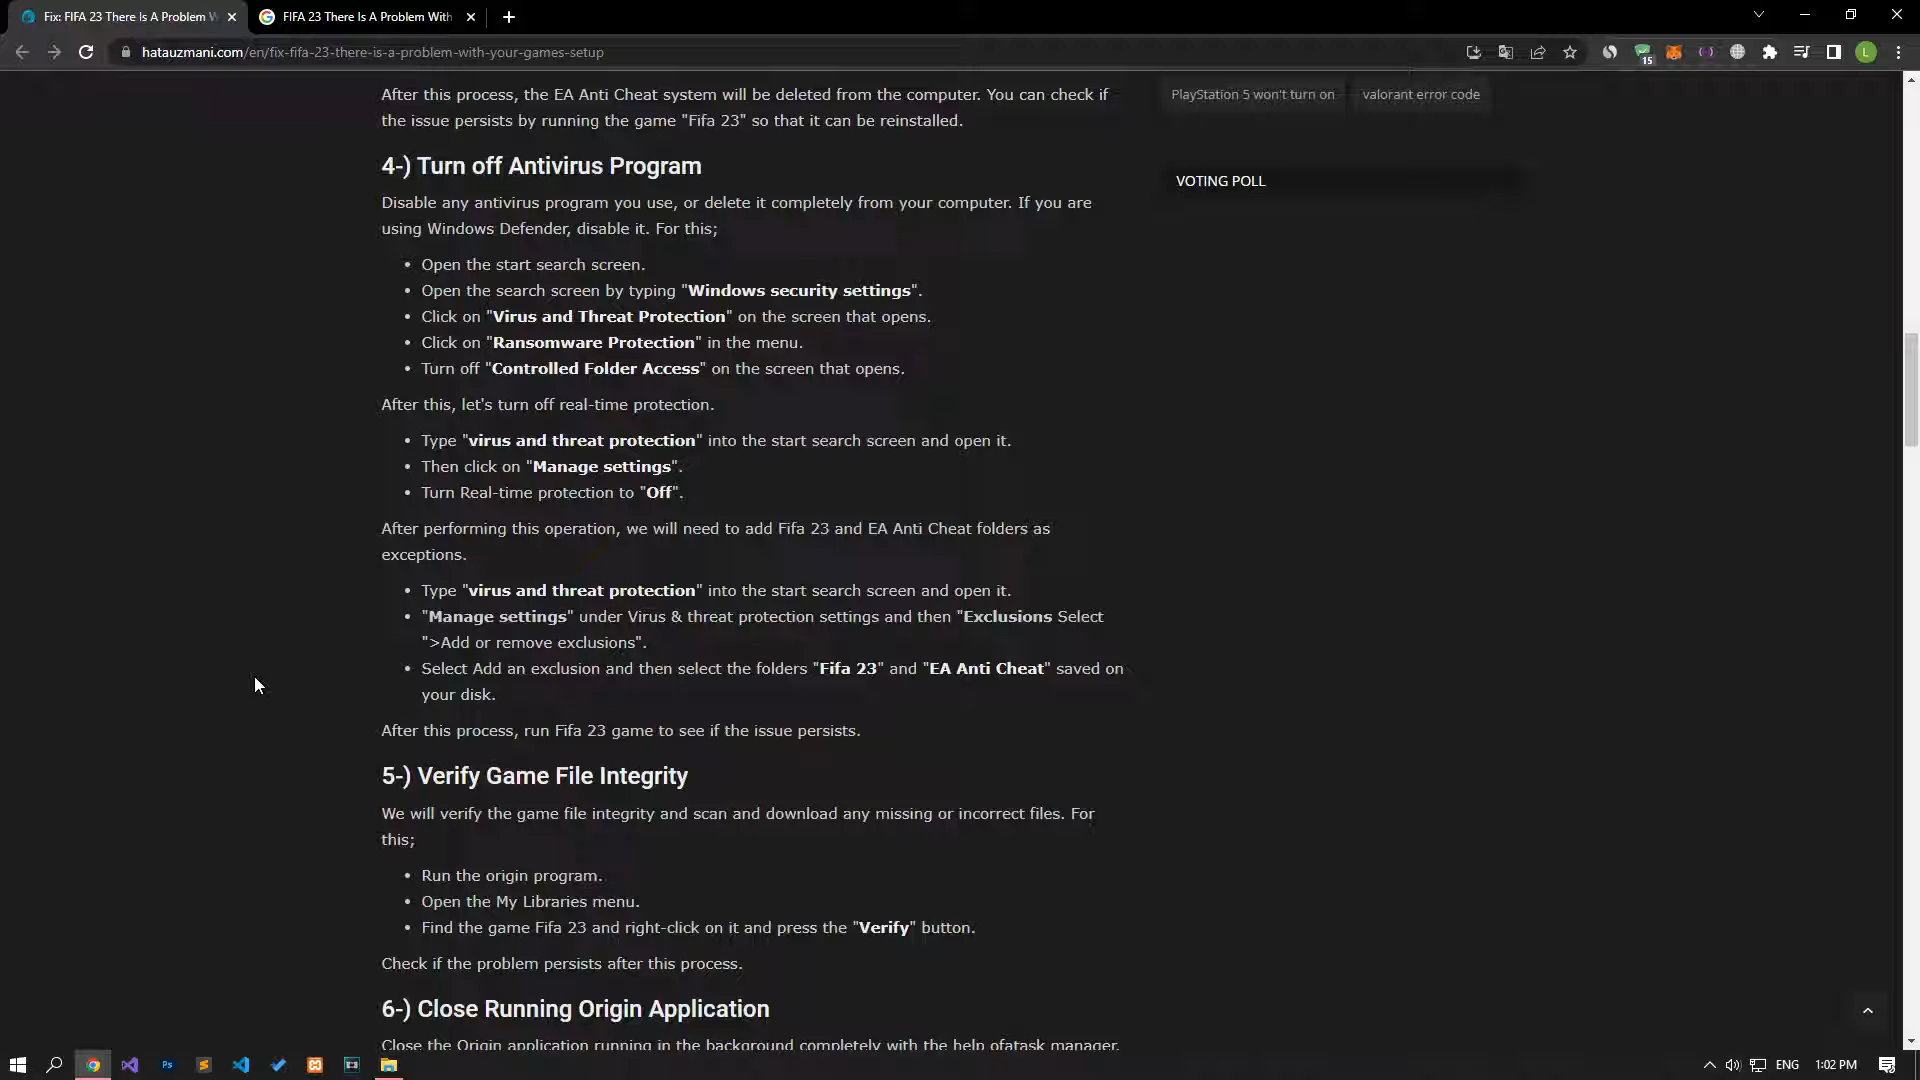 Fix: FIFA 23 There Is A Problem W
FIFA 23 There Is A Problem With
hatauzmani.com/en/fix-fifa-23-there-is-a-problem-with-your-games-setup
15
L
After this process, the EA Anti Cheat system will be deleted from the computer. You can check if
the issue persists by running the game "Fifa 23" so that it can be reinstalled.
PlayStation 5 won't turn on
valorant error code
VOTING POLL
4-) Turn off Antivirus Program
Disable any antivirus program you use, or delete it completely from your computer. If you are
using Windows Defender, disable it. For this;
• Open the start search screen.
• Open the search screen by typing "Windows security settings".
• Click on "Virus and Threat Protection" on the screen that opens.
• Click on "Ransomware Protection" in the menu.
• Turn off "Controlled Folder Access" on the screen that opens.
After this, let's turn off real-time protection.
• Type "virus and threat protection" into the start search screen and open it.
• Then click on "Manage settings".
• Turn Real-time protection to "Off".
After performing this operation, we will need to add Fifa 23 and EA Anti Cheat folders as
exceptions.
• Type "virus and threat protection" into the start search screen and open it.
• "Manage settings" under Virus & threat protection settings and then "Exclusions Select
">Add or remove exclusions".
• Select Add an exclusion and then select the folders "Fifa 23" and "EA Anti Cheat" saved on
your disk.
After this process, run Fifa 23 game to see if the issue persists.
5-) Verify Game File Integrity
We will verify the game file integrity and scan and download any missing or incorrect files. For
this;
• Run the origin program.
• Open the My Libraries menu.
• Find the game Fifa 23 and right-click on it and press the "Verify" button.
Check if the problem persists after this process.
6-) Close Running Origin Application
Close the Origin application running in the background completely with the help ofatask manager.
Ps
ENG
1:02 PM